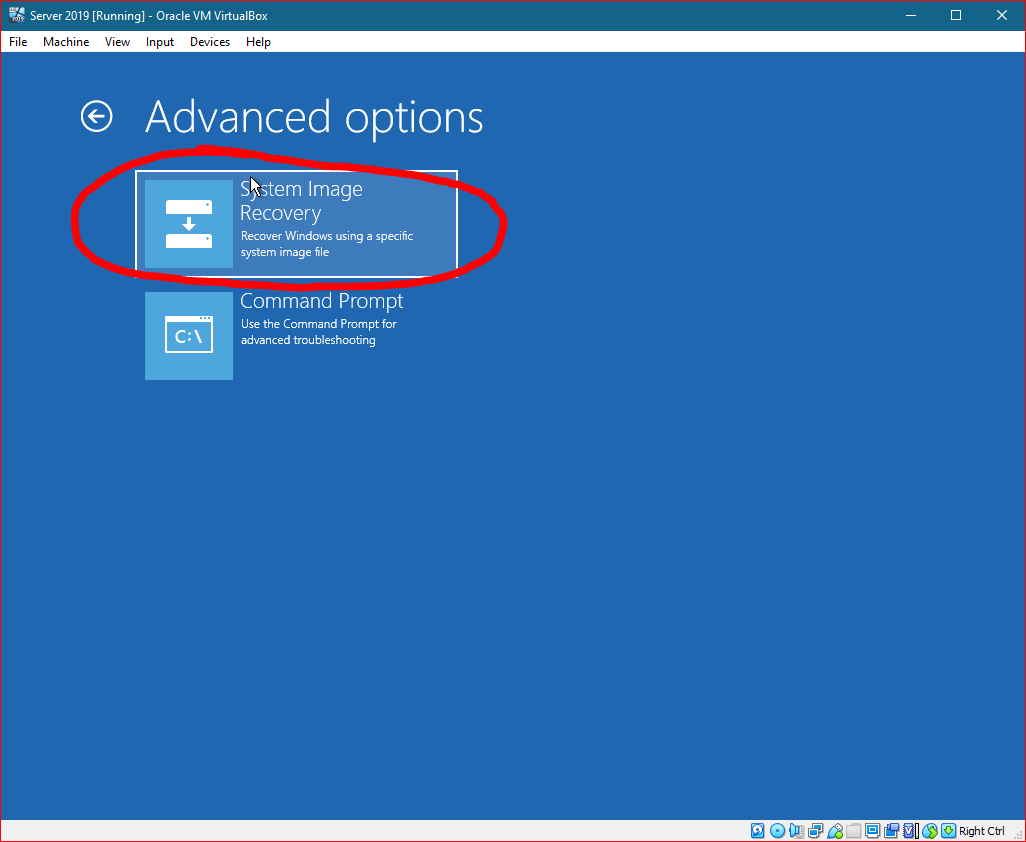 Server 2019 [Running] - Oracle VM VirtualBox
File Machine View Input Devices Help
Advanced options
System Image
Recovery
Recover Windows using a specific
system image file
Command Prompt
Use the Command Prompt for
advanced troubleshooting
C:\
Right Ctrl